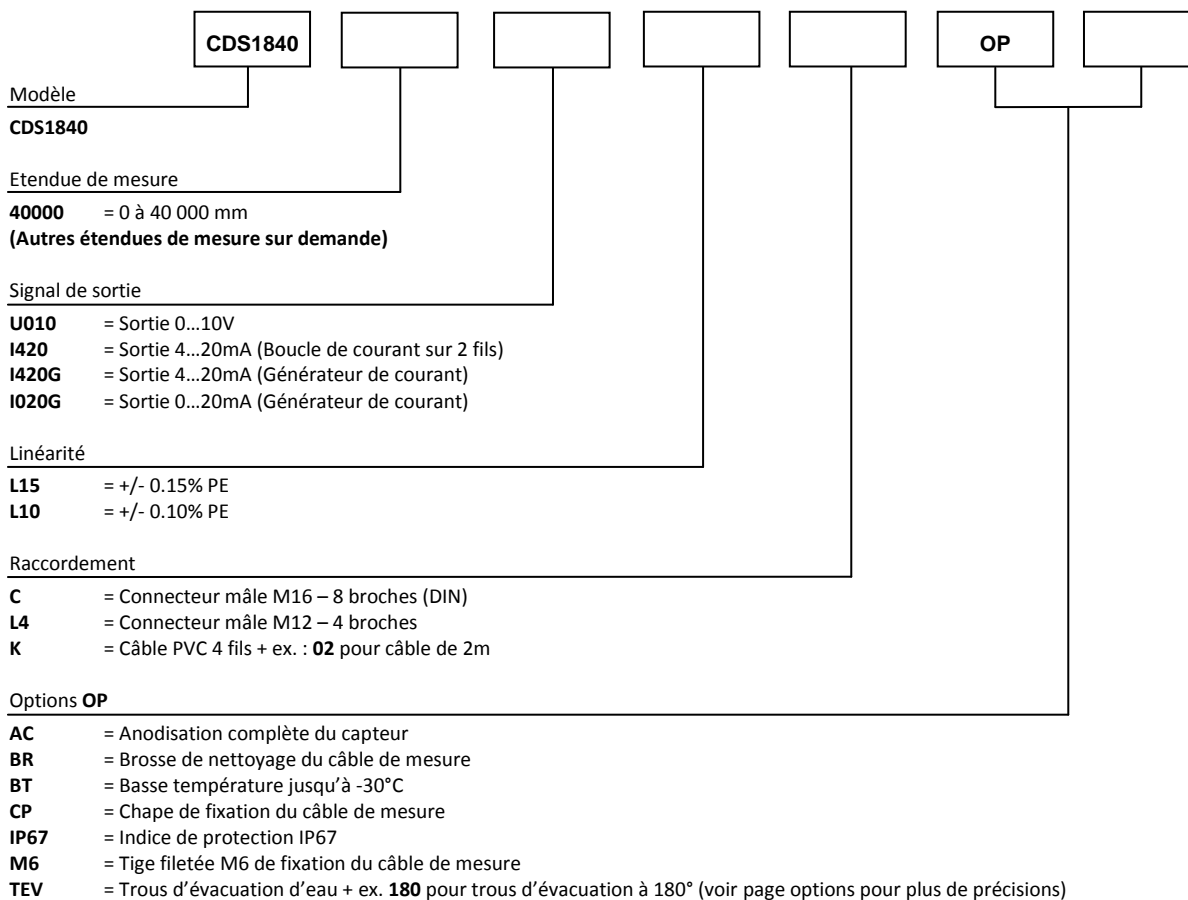 CDS1840 OP
Modèle
CDS1840
Etendue de mesure
40000 = 0 à 40 000 mm
(Autres étendues de mesure sur demande)
Signal de sortie
U010 = Sortie 0...10V
I420 = Sortie 4...20mA (Boucle de courant sur 2 fils)
I420G = Sortie 4...20mA (Générateur de courant)
I020G = Sortie 0...20mA (Générateur de courant)
Linéarité
L15 = +/- 0.15% PE
L10 = +/- 0.10% PE
Raccordement
C = Connecteur mâle M16 – 8 broches (DIN)
L4 = Connecteur mâle M12 – 4 broches
K = Câble PVC 4 fils + ex. : 02 pour câble de 2m
Options OP
AC = Anodisation complète du capteur
BR = Brosse de nettoyage du câble de mesure
BT = Basse température jusqu’à -30°C
CP = Chape de fixation du câble de mesure
IP67 = Indice de protection IP67
M6 = Tige filetée M6 de fixation du câble de mesure
TEV = Trous d’évacuation d’eau + ex. 180 pour trous d’évacuation à 180° (voir page options pour plus de précisions)